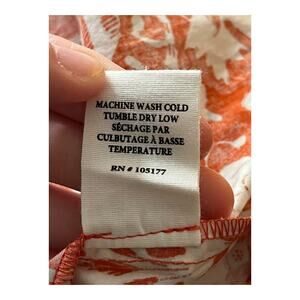 MACHINE WASH COLD
TUMBLE DRY LOW
SÉCHAGE PAR
CULBUTAGE À BASSE
TEMPERATURE
RN # 105177